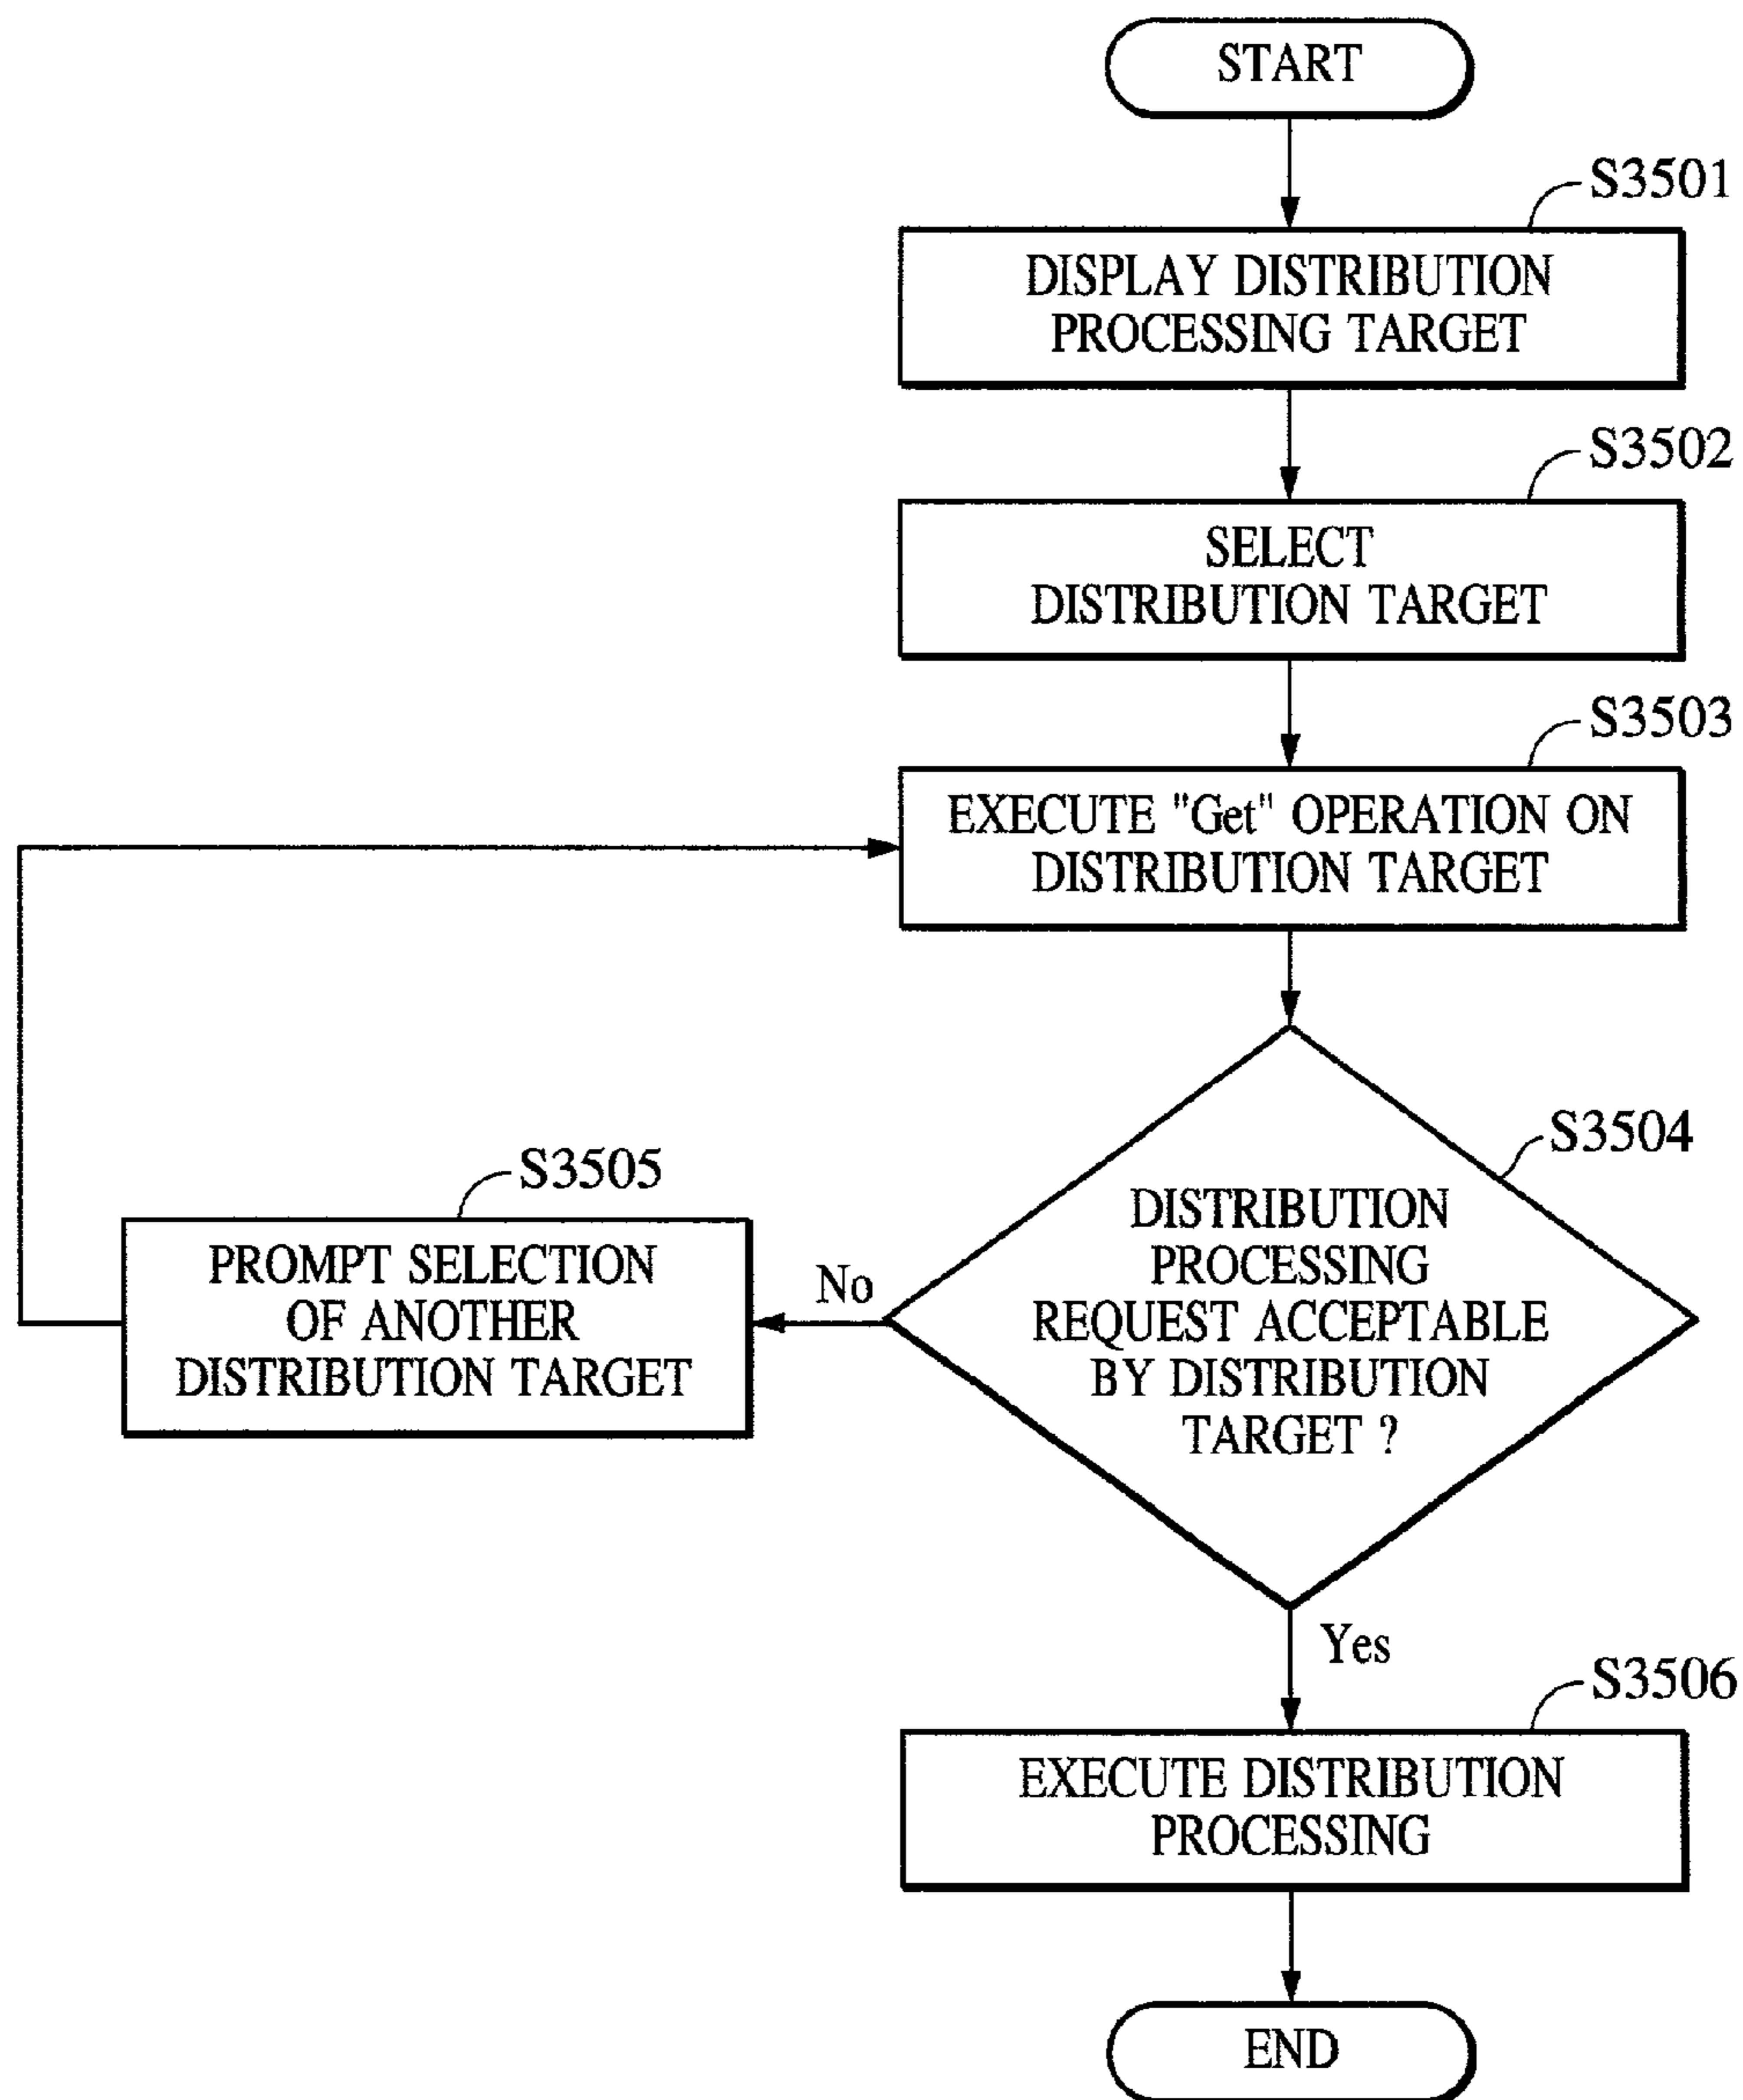 START
S3501
DISPLAY DISTRIBUTION
PROCESSING TARGET
S3502
SELECT
DISTRIBUTION TARGET
S3503
EXECUTE "Get" OPERATION ON
DISTRIBUTION TARGET
S3504
DISTRIBUTION
PROCESSING
REQUEST ACCEPTABLE
BY DISTRIBUTION
TARGET ?
No
S3505
PROMPT SELECTION
OF ANOTHER
DISTRIBUTION TARGET
Yes
S3506
EXECUTE DISTRIBUTION
PROCESSING
END